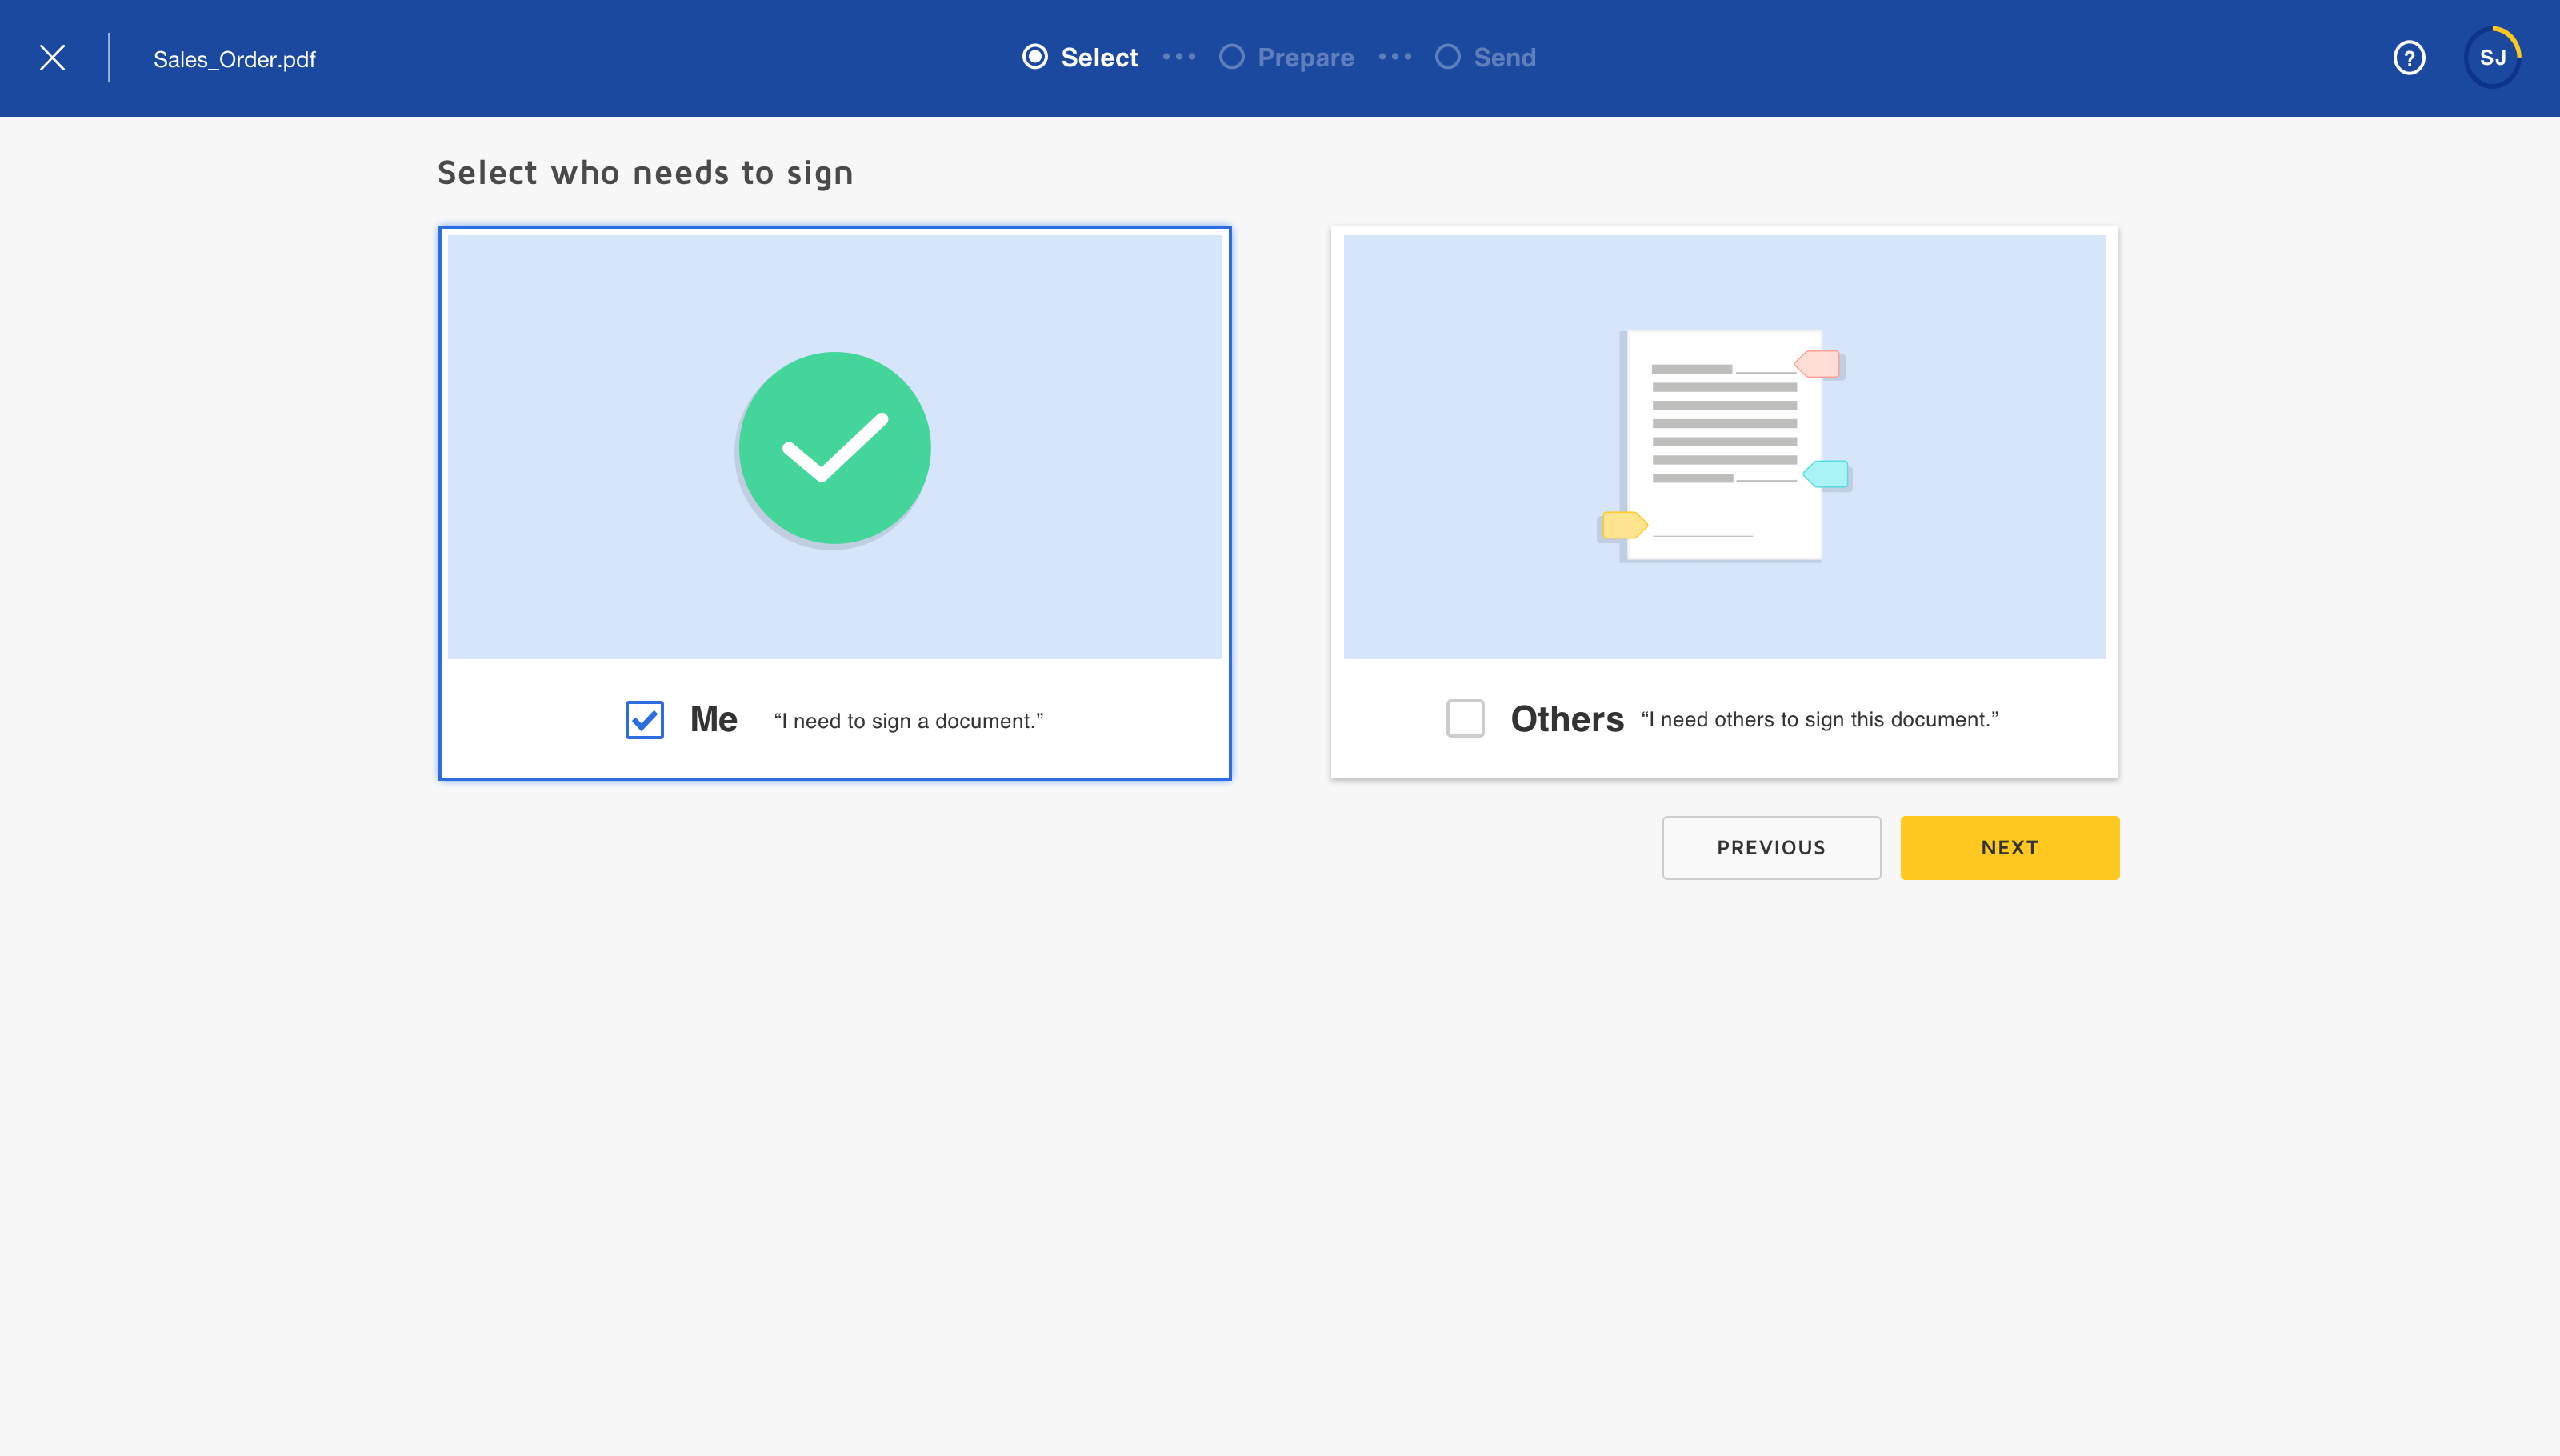 Sales_Order.pdf
Select ••• Prepare ••• Send
? SJ
Select who needs to sign
Me “I need to sign a document.”
Others “I need others to sign this document.”
PREVIOUS NEXT